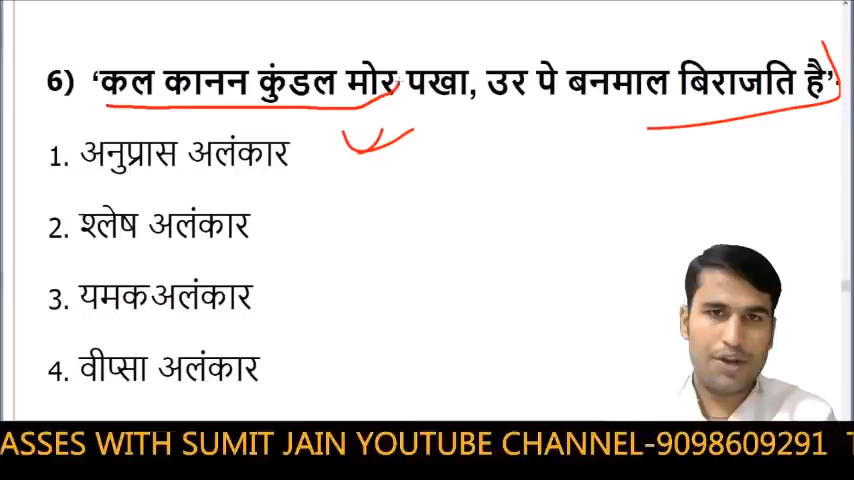 6) ‘कल कानन कुंडल मोर पखा, उर पे बनमाल बिराजति है’-
1. अनुप्रास अलंकार
2. श्लेष अलंकार
3. यमकअलंकार
4. वीप्सा अलंकार
ASSES WITH SUMIT JAIN YOUTUBE CHANNEL-9098609291 T